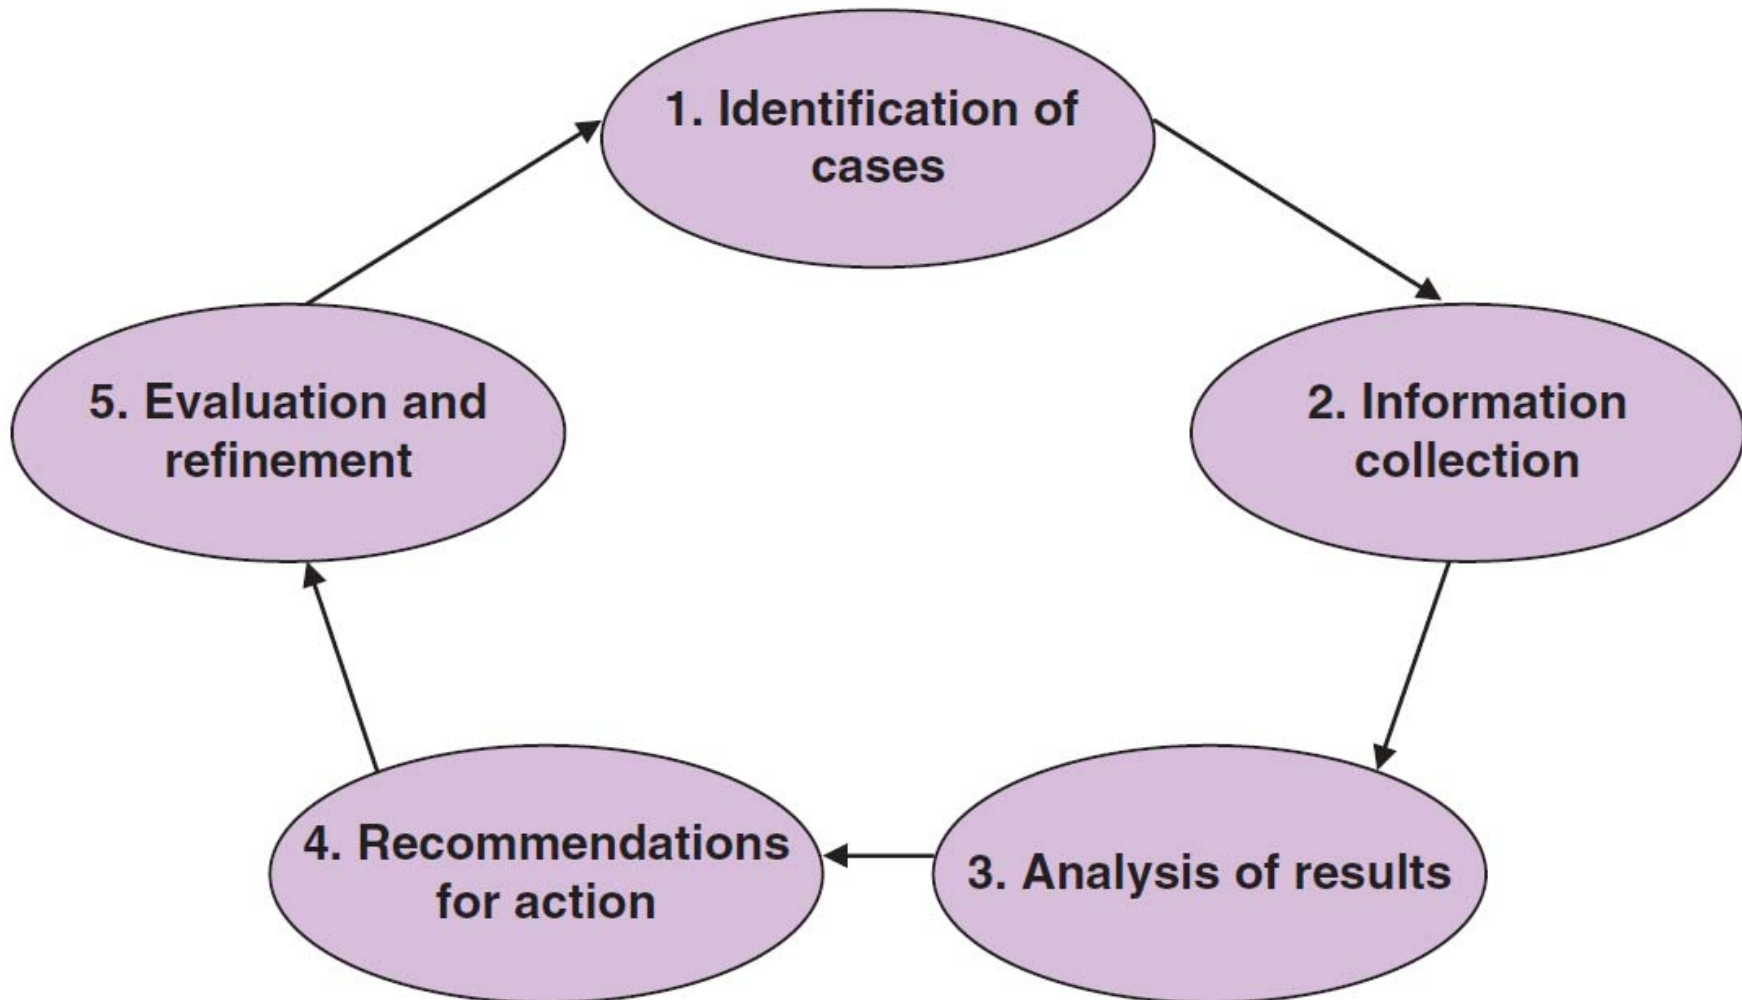 1. Identification of
cases
2. Information
collection
3. Analysis of results
4. Recommendations
for action
5. Evaluation and
refinement